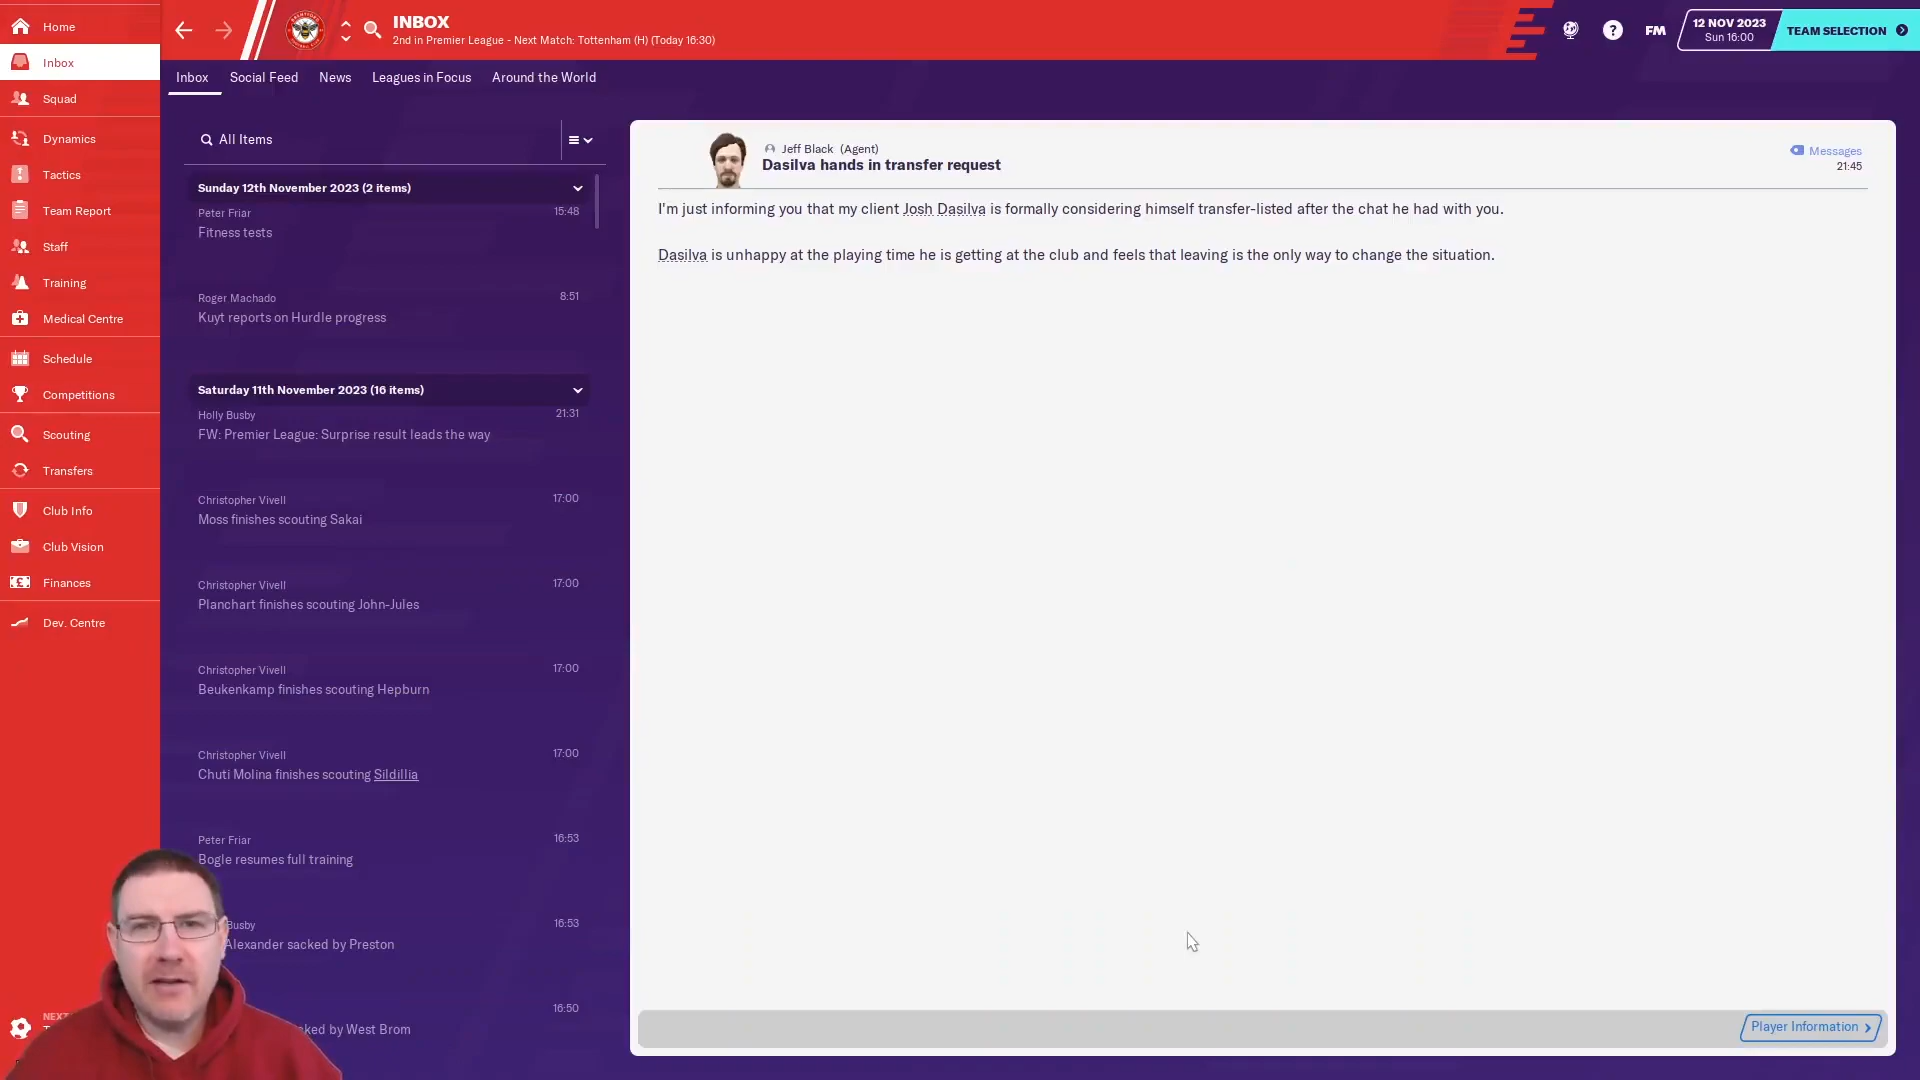 Home
Inbox
Squad
Dynamics
Tactics
Team Report
Staff
Training
Medical Centre
Schedule
Competitions
Scouting
Transfers
Club Info
Club Vision
Finances
Dev. Centre
NEXT
INBOX
2nd in Premier League - Next Match: Tottenham (H) (Today 16:30)
FM
12 NOV 2023
Sun 16:00
TEAM SELECTION
Inbox Social Feed News Leagues in Focus Around the World
All Items
Sunday 12th November 2023 (2 items)
Peter Friar 15:48
Fitness tests
Roger Machado 8:51
Kuyt reports on Hurdle progress
Saturday 11th November 2023 (16 items)
Holly Busby 21:31
FW: Premier League: Surprise result leads the way
Christopher Vivell 17:00
Moss finishes scouting Sakai
Christopher Vivell 17:00
Planchart finishes scouting John-Jules
Christopher Vivell 17:00
Beukenkamp finishes scouting Hepburn
Christopher Vivell 17:00
Chuti Molina finishes scouting Sildillia
Peter Friar 16:53
Bogle resumes full training
Busby 16:53
Alexander sacked by Preston
16:50
by West Brom
Jeff Black (Agent)
Dasilva hands in transfer request
Messages
21:45
I'm just informing you that my client Josh Dasilva is formally considering himself transfer-listed after the chat he had with you.
Dasilva is unhappy at the playing time he is getting at the club and feels that leaving is the only way to change the situation.
Player Information